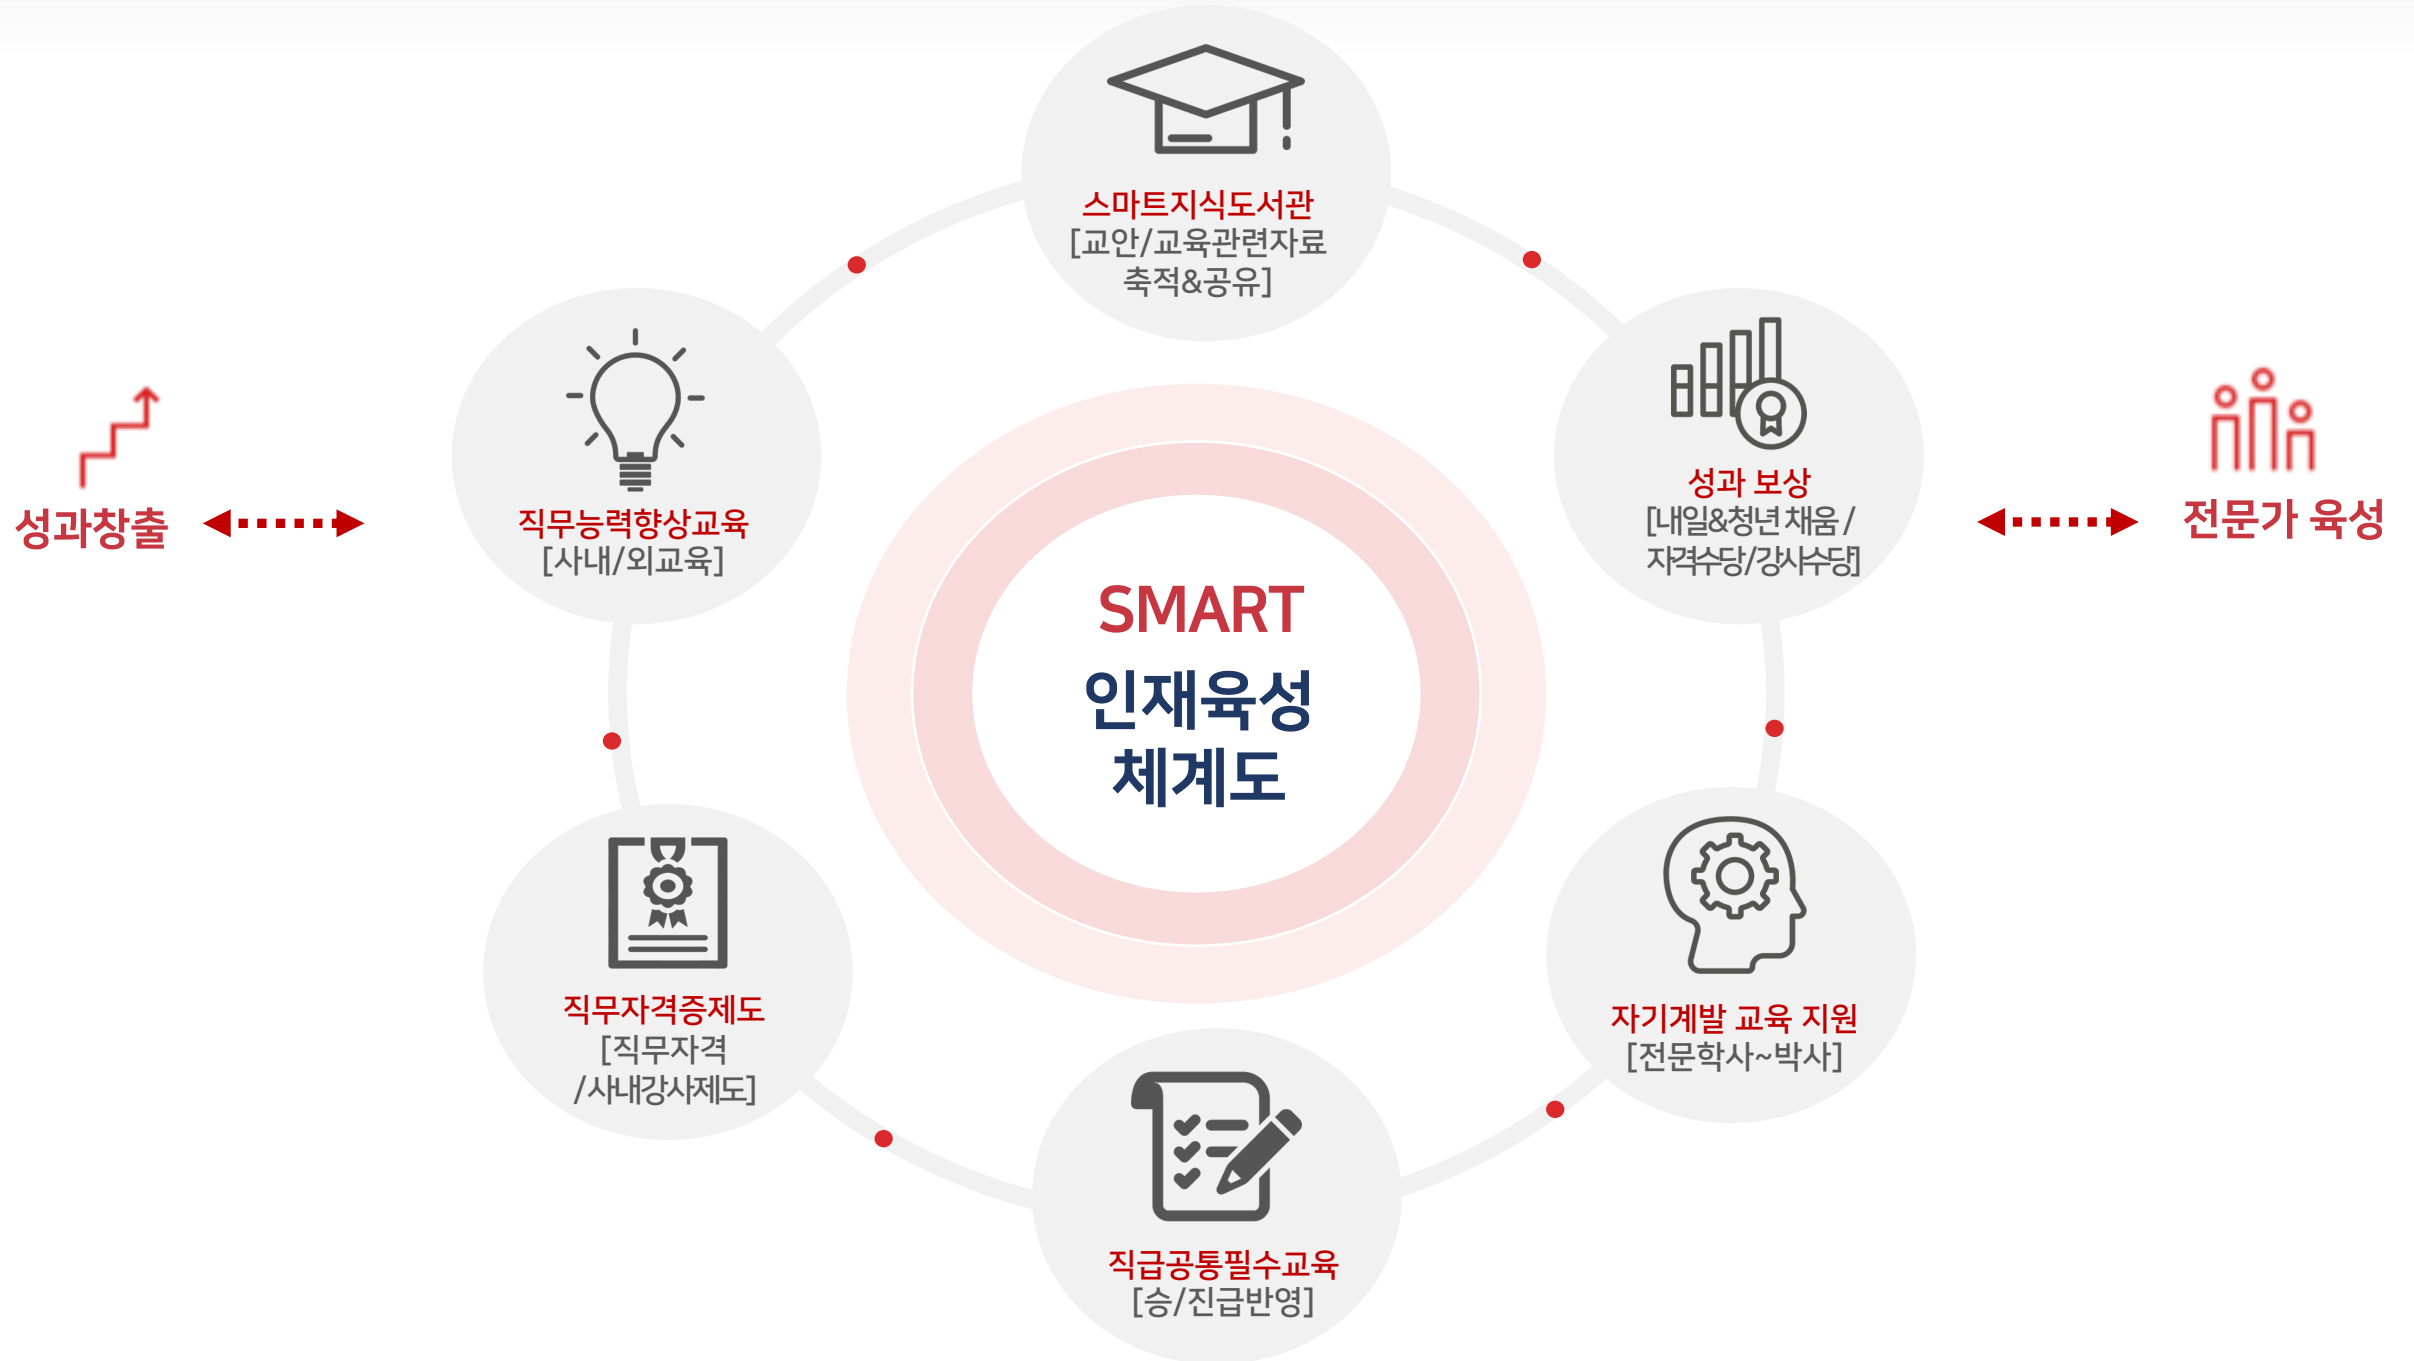 스마트지식도서관
[교안/교육관련자료
축적&공유]
직무능력향상교육
[사내/외교육]
성과 보상
[내일&청년 채움 /
자격수당/강사수당]
성과창출
전문가 육성
SMART
인재육성
체계도
직무자격증제도
[직무자격
/사내강사제도]
자기계발 교육 지원
[전문학사~박사]
직급공통필수교육
[승/진급반영]